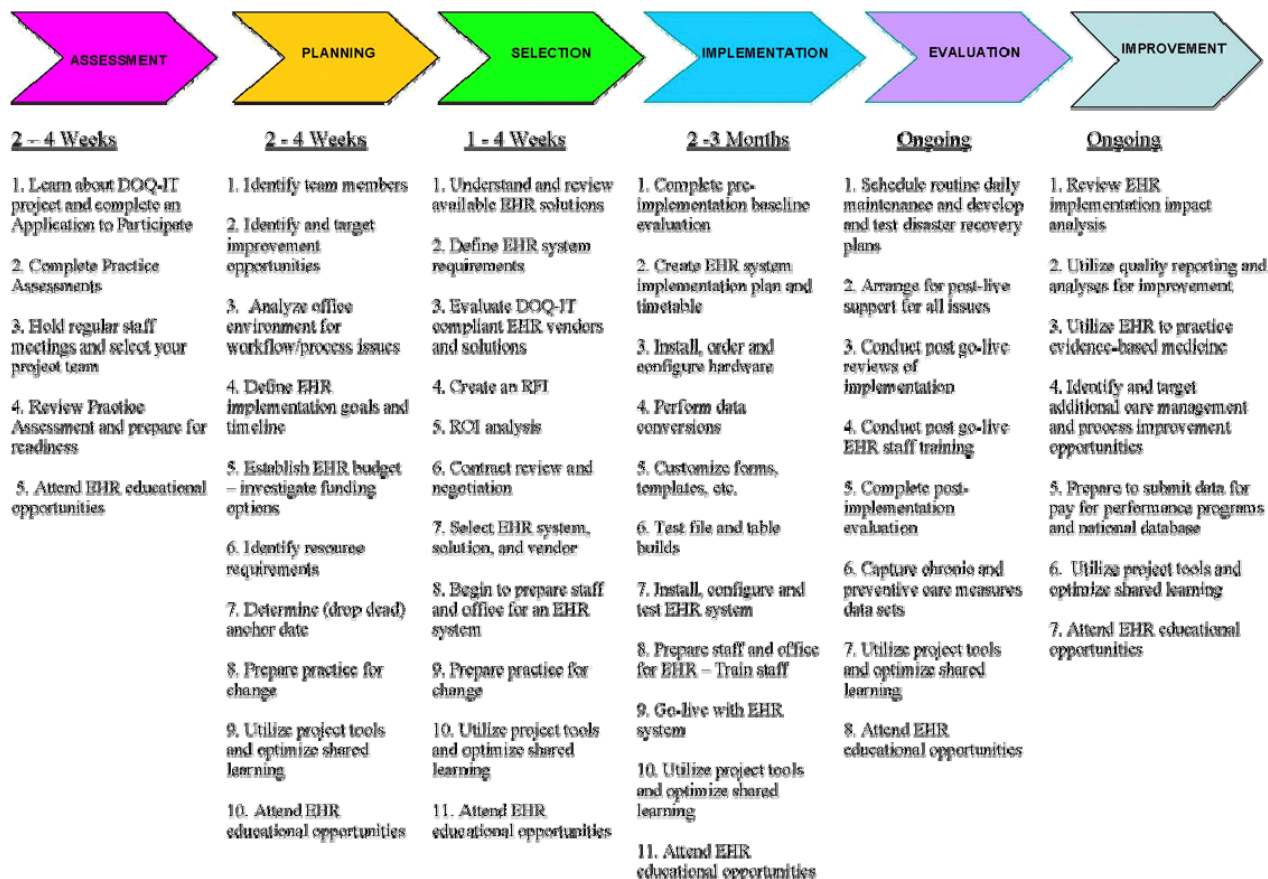 ASSESSMENT
PLANNING
SELECTION
IMPLEMENTATION
EVALUATION
IMPROVEMENT
2 – 4 Weeks
1. Learn about DOQ-IT
project and complete an
Application to Participate
2. Complete Practice
Assessments
3. Hold regular staff
meetings and select your
project team
4. Review Practice
Assessment and prepare for
readiness
5. Attend EHR educational
opportunities
2 - 4 Weeks
1. Identify team members
2. Identify and target
improvement
opportunities
3. Analyze office
environment for
workflow/process issues
4. Define EHR
implementation goals and
timeline
5. Establish EHR budget
– investigate funding
options
6. Identify resource
requirements
7. Determine (drop dead)
anchor date
8. Prepare practice for
change
9. Utilize project tools
and optimize shared
learning
10. Attend EHR
educational opportunities
1 - 4 Weeks
1. Understand and review
available EHR solutions
2. Define EHR system
requirements
3. Evaluate DOQ-IT
compliant EHR vendors
and solutions
4. Create an RFI
5. ROI analysis
6. Contract review and
negotiation
7. Select EHR system,
solution, and vendor
8. Begin to prepare staff
and office for an EHR
system
9. Prepare practice for
change
10. Utilize project tools
and optimize shared
learning
11. Attend EHR
educational opportunities
2 -3 Months
1. Complete pre-
implementation baseline
evaluation
2. Create EHR system
implementation plan and
timetable
3. Install, order and
configure hardware
4. Perform data
conversions
5. Customize forms,
templates, etc.
6. Test file and table
builds
7. Install, configure and
test EHR system
8. Prepare staff and office
for EHR – Train staff
9. Go-live with EHR
system
10. Utilize project tools
and optimize shared
learning
11. Attend EHR
educational opportunities
Ongoing
1. Schedule routine daily
maintenance and develop
and test disaster recovery
plans
2. Arrange for post-live
support for all issues
3. Conduct post go-live
reviews of
implementation
4. Conduct post go-live
EHR staff training
5. Complete post-
implementation
evaluation
6. Capture chronic and
preventive care measures
data sets
7. Utilize project tools
and optimize shared
learning
8. Attend EHR
educational opportunities
Ongoing
1. Review EHR
implementation impact
analysis
2. Utilize quality reporting and
analyses for improvement
3. Utilize EHR to practice
evidence-based medicine
4. Identify and target
additional care management
and process improvement
opportunities
5. Prepare to submit data for
pay for performance programs
and national database
6. Utilize project tools and
optimize shared learning
7. Attend EHR educational
opportunities